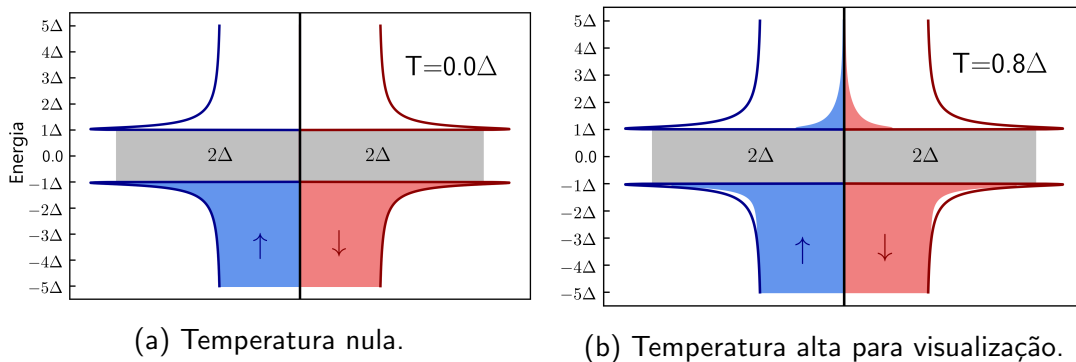 Energia
5Δ
4Δ
3Δ
2Δ
1Δ
0.0
−1Δ
−2Δ
−3Δ
−4Δ
−5Δ
T=0.0Δ
2Δ 2Δ
↑ ↓
(a) Temperatura nula.
5Δ
4Δ
3Δ
2Δ
1Δ
0.0
−1Δ
−2Δ
−3Δ
−4Δ
−5Δ
T=0.8Δ
2Δ 2Δ
↑ ↓
(b) Temperatura alta para visualização.